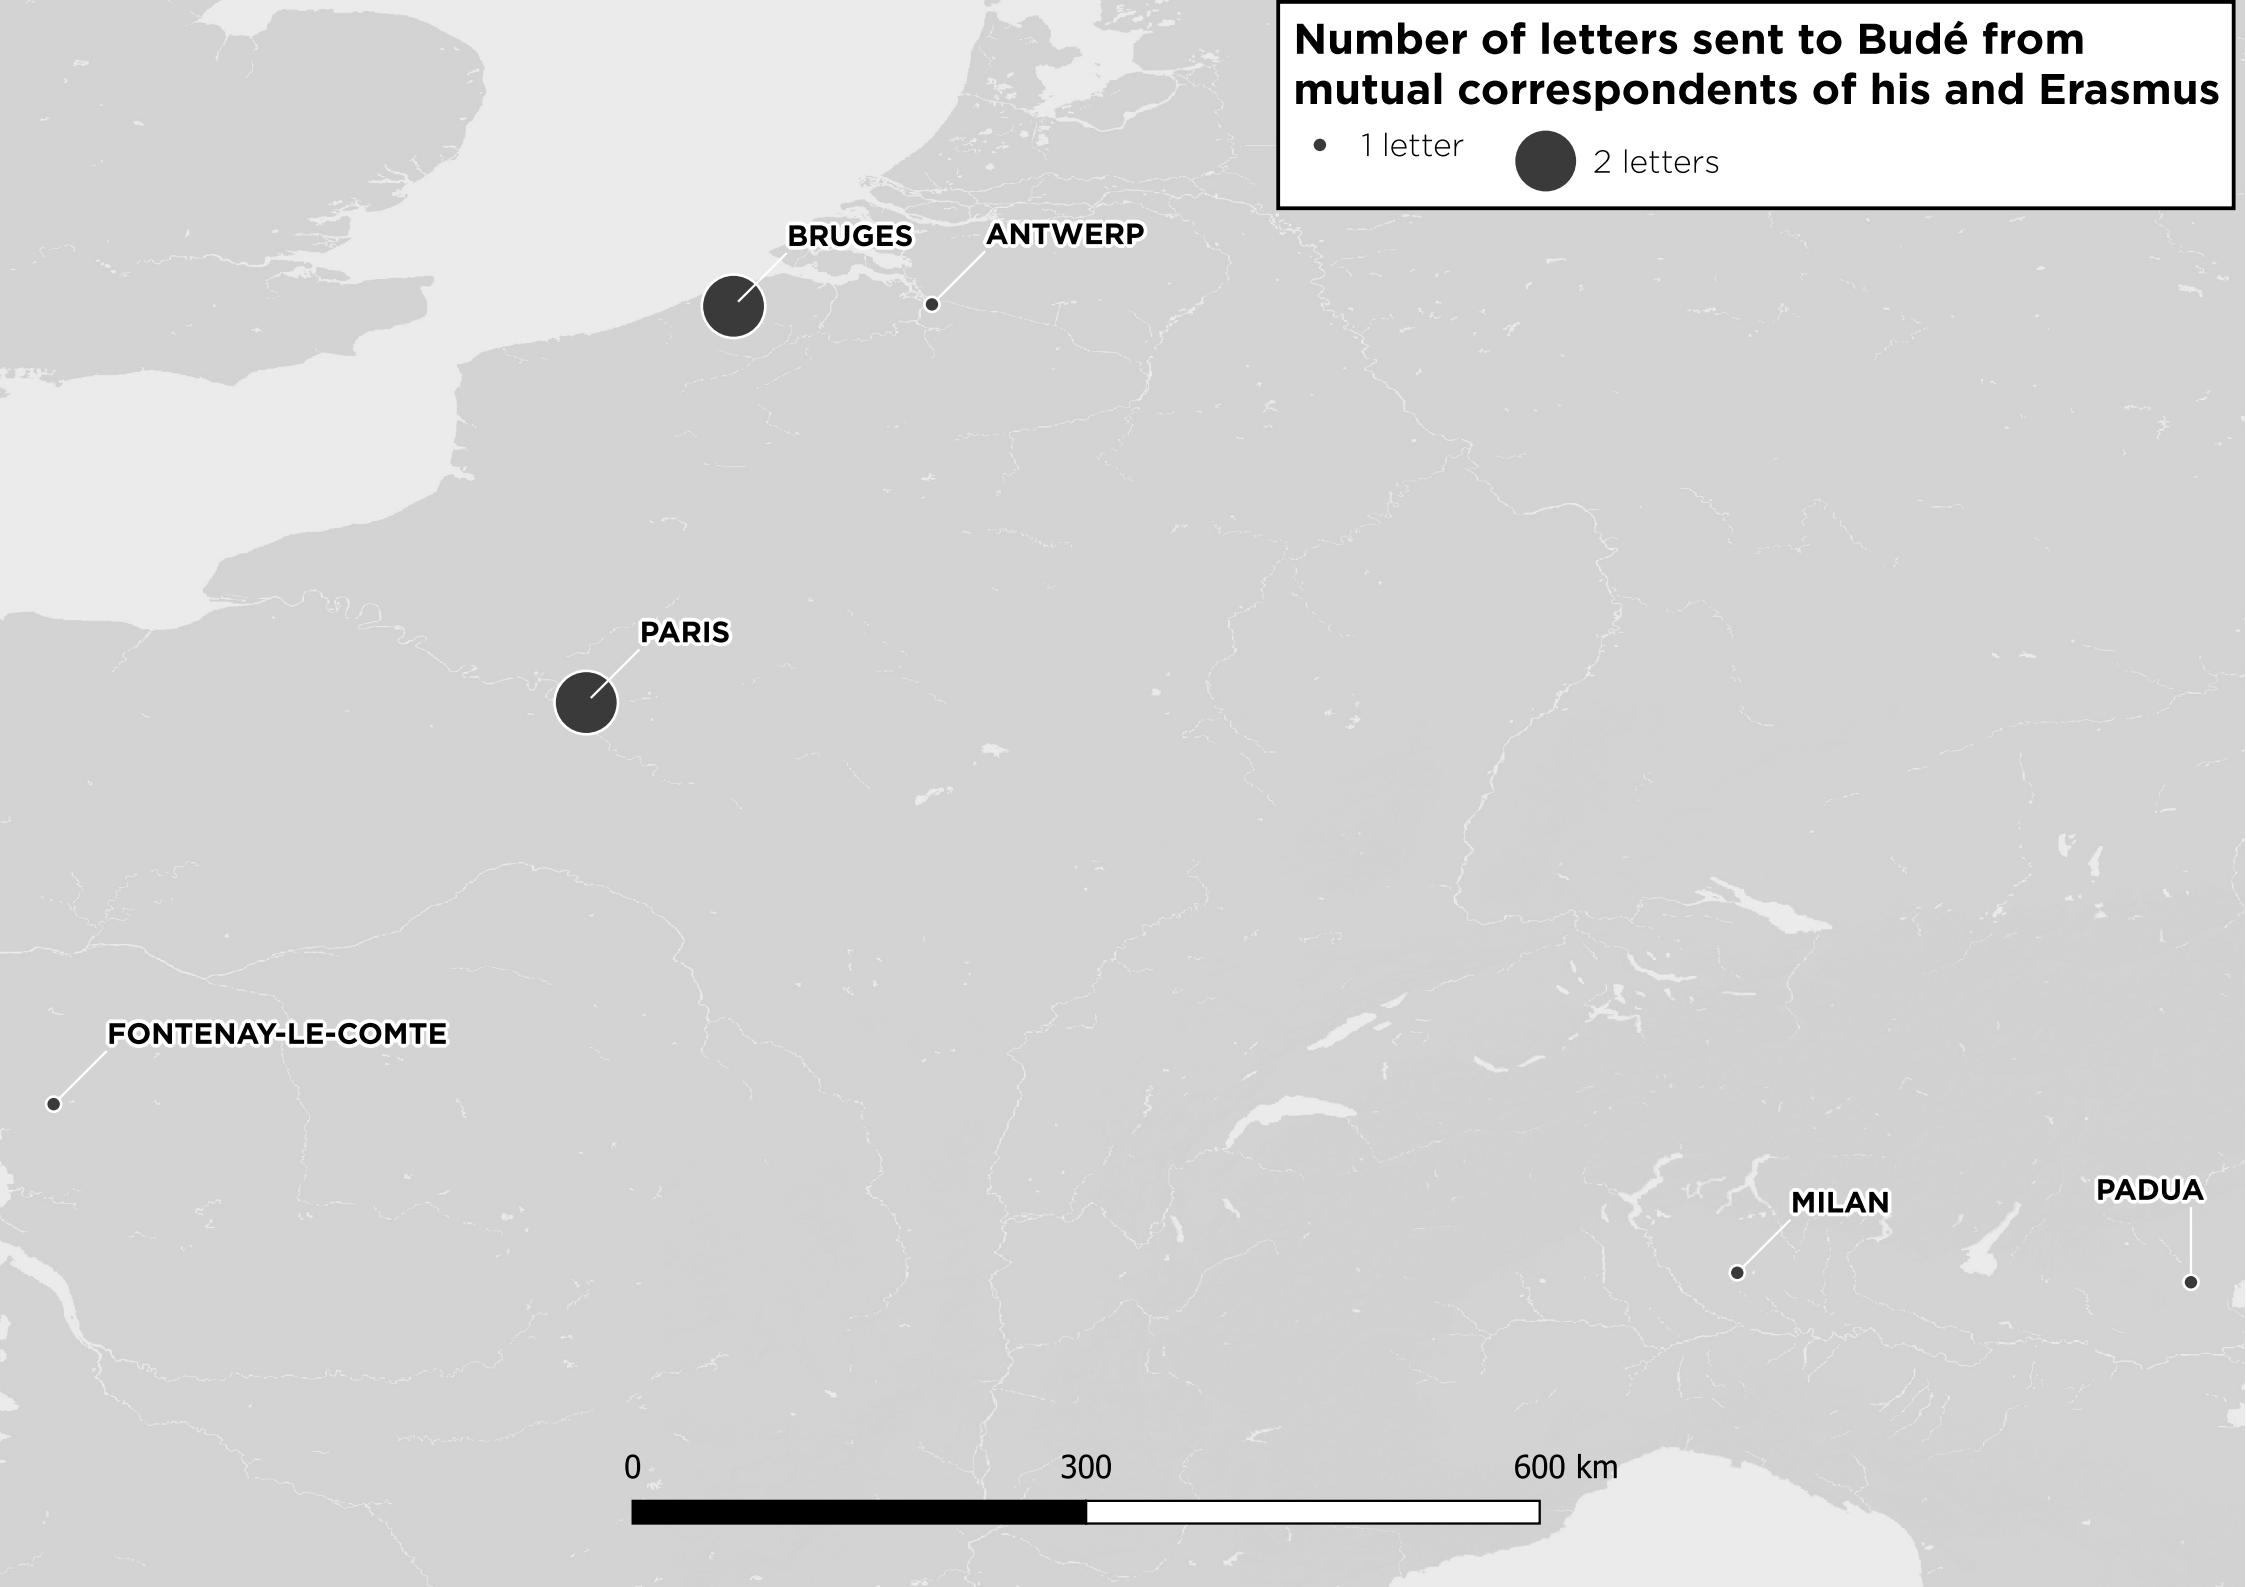 Number of letters sent to Budé from
mutual correspondents of his and Erasmus
1 letter
2 letters
BRUGES
ANTWERP
PARIS
FONTENAY-LE-COMTE
MILAN
PADUA
0 300 600 km